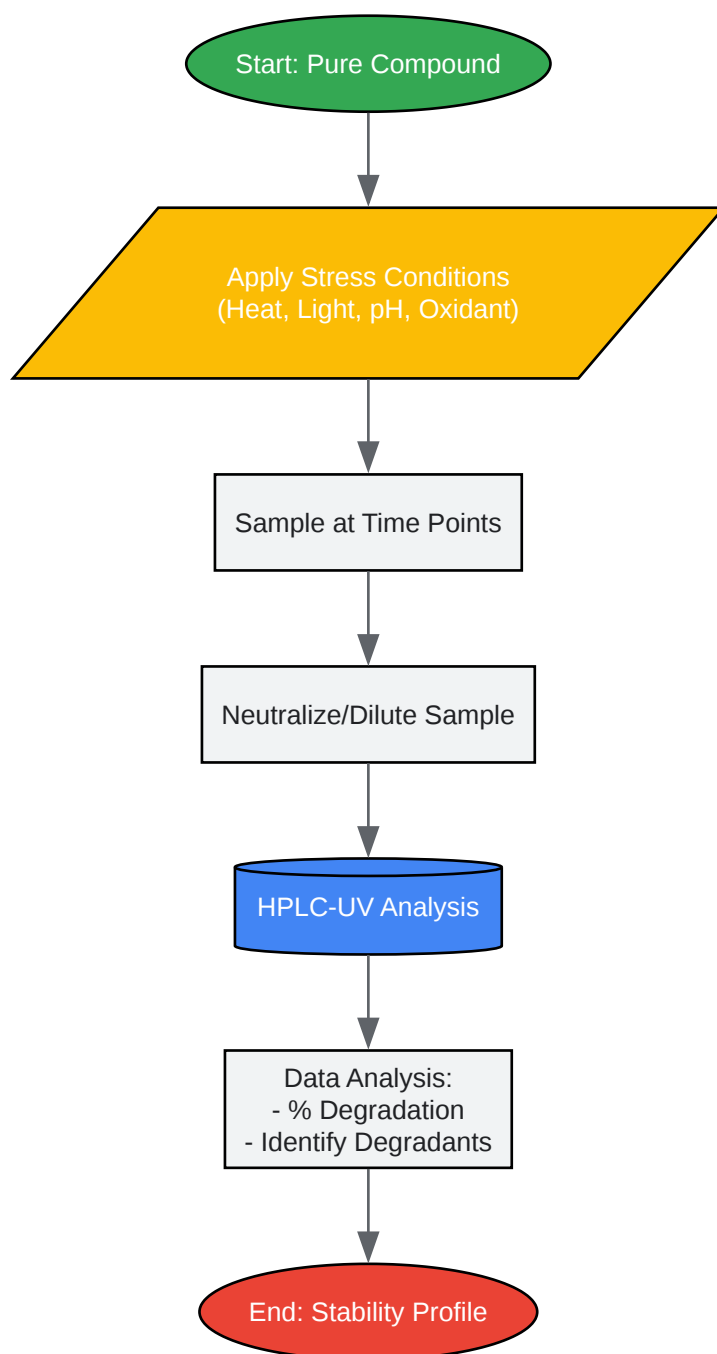 Start: Pure Compound
Apply Stress Conditions
(Heat, Light, pH, Oxidant)
Sample at Time Points
Neutralize/Dilute Sample
HPLC-UV Analysis
Data Analysis:
- % Degradation
- Identify Degradants
End: Stability Profile